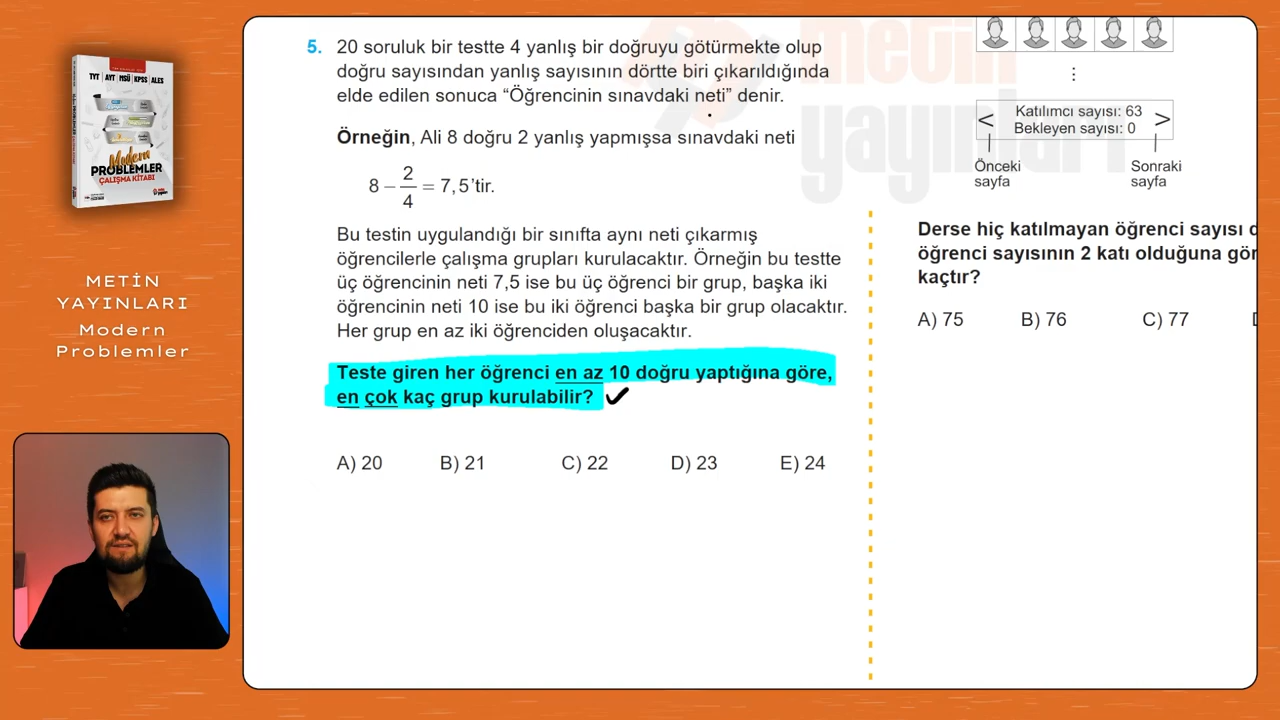 TYT | AYT | MSÜ | KPSS | ALES
Modern
PROBLEMLER
ÇALIŞMA KİTABI
METİN
YAYINLARI
Modern
Problemler
5. 20 soruluk bir testte 4 yanlış bir doğruyu götürmekte olup
doğru sayısından yanlış sayısının dörtte biri çıkarıldığında
elde edilen sonuca “Öğrencinin sınavdaki neti” denir.
Örneğin, Ali 8 doğru 2 yanlış yapmışsa sınavdaki neti
8 − 2/4 = 7,5’tir.
Bu testin uygulandığı bir sınıfta aynı neti çıkarmış
öğrencilerle çalışma grupları kurulacaktır. Örneğin bu testte
üç öğrencinin neti 7,5 ise bu üç öğrenci bir grup, başka iki
öğrencinin neti 10 ise bu iki öğrenci başka bir grup olacaktır.
Her grup en az iki öğrenciden oluşacaktır.
Teste giren her öğrenci en az 10 doğru yaptığına göre,
en çok kaç grup kurulabilir?
A) 20 B) 21 C) 22 D) 23 E) 24
metin
yayınları
⋮
< Katılımcı sayısı: 63 >
Bekleyen sayısı: 0
Önceki
sayfa
Sonraki
sayfa
Derse hiç katılmayan öğrenci sayısı d
öğrenci sayısının 2 katı olduğuna gör
kaçtır?
A) 75 B) 76 C) 77